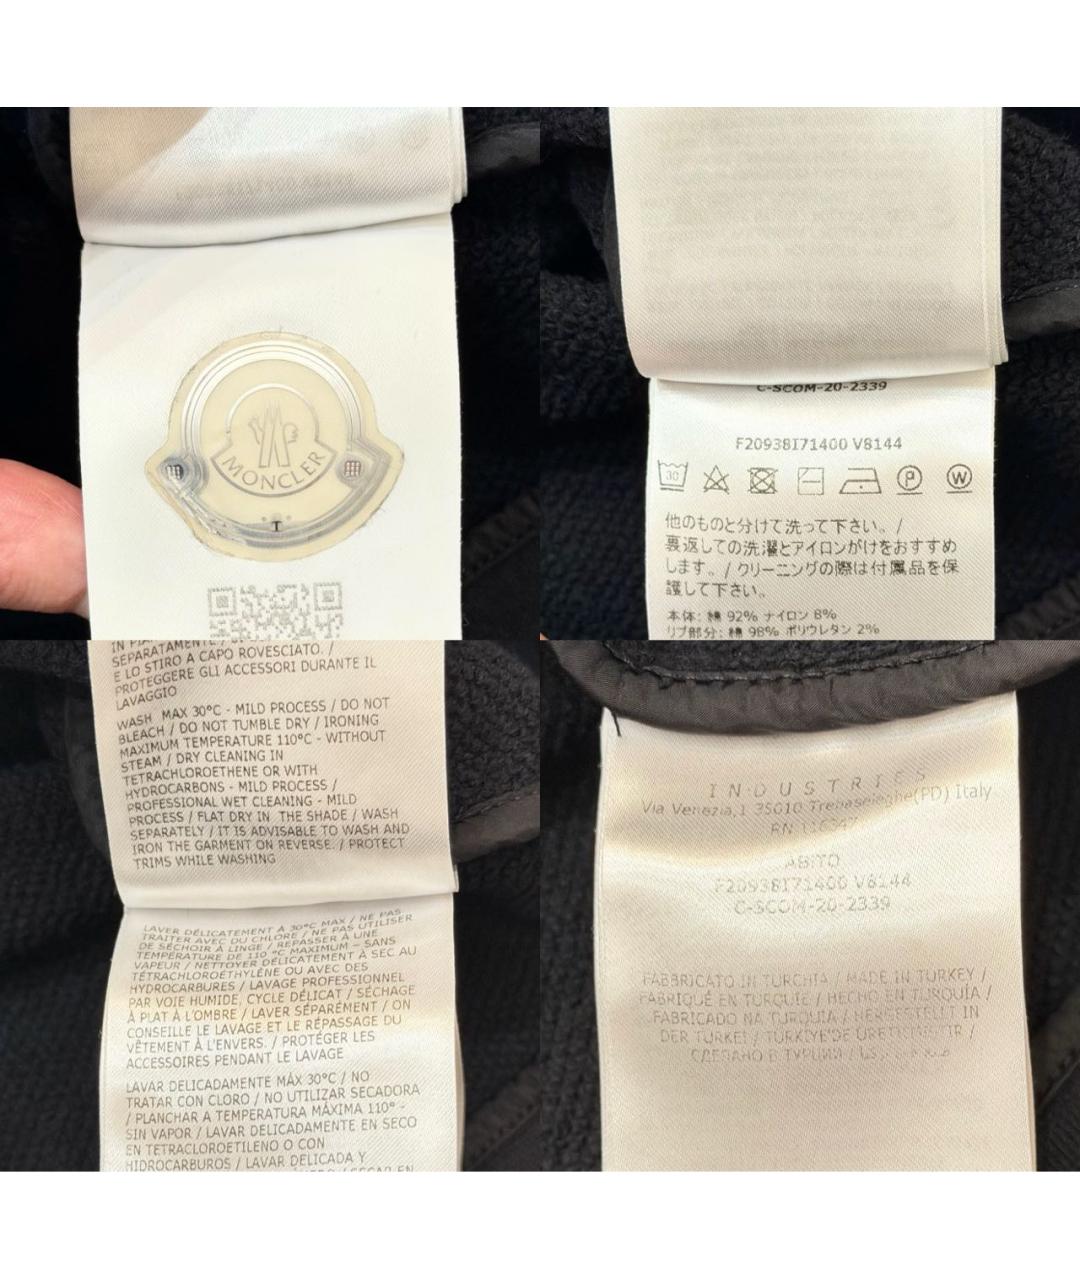 MONCLER
T
C-SCOM-20-2339
F20938I71400 V8144
30
P
W
他のものと分けて洗って下さい。/
裏返しての洗濯とアイロンがけをおすすめ
します。/ クリーニングの際は付属品を保
護して下さい。
本体: 綿 92% ナイロン 8%
リブ部分: 綿 98% ポリウレタン 2%
SEPARATAMENTE. /
E LO STIRO A CAPO ROVESCIATO. /
PROTEGGERE GLI ACCESSORI DURANTE IL
LAVAGGIO
WASH MAX 30°C - MILD PROCESS / DO NOT
BLEACH / DO NOT TUMBLE DRY / IRONING
MAXIMUM TEMPERATURE 110°C - WITHOUT
STEAM / DRY CLEANING IN
TETRACHLOROETHENE OR WITH
HYDROCARBONS - MILD PROCESS /
PROFESSIONAL WET CLEANING - MILD
PROCESS / FLAT DRY IN THE SHADE / WASH
SEPARATELY / IT IS ADVISABLE TO WASH AND
IRON THE GARMENT ON REVERSE. / PROTECT
TRIMS WHILE WASHING
LAVER DÉLICATEMENT À 30°C MAX / NE PAS
TRAITER AVEC DU CHLORE / NE PAS UTILISER
DE SÉCHOIR À LINGE / REPASSER À UNE
TEMPÉRATURE DE 110 °C MAXIMUM – SANS
VAPEUR / NETTOYER DÉLICATEMENT À SEC AU
TÉTRACHLOROÉTHYLÈNE OU AVEC DES
HYDROCARBURES / LAVAGE PROFESSIONNEL
PAR VOIE HUMIDE, CYCLE DÉLICAT / SÉCHAGE
À PLAT À L'OMBRE / LAVER SÉPARÉMENT / ON
CONSEILLE LE LAVAGE ET LE RÉPASSAGE DU
VÊTEMENT À L'ENVERS. / PROTÉGER LES
ACCESSOIRES PENDANT LE LAVAGE
LAVAR DELICADAMENTE MÁX 30°C / NO
TRATAR CON CLORO / NO UTILIZAR SECADORA
/ PLANCHAR A TEMPERATURA MÁXIMA 110° -
SIN VAPOR / LAVAR DELICADAMENTE EN SECO
EN TETRACLOROETILENO O CON
HIDROCARBUROS / LAVAR DELICADA Y
INDUSTRIES
Via Venezia,1 35010 Trebaseleghe(PD) Italy
RN 116347
ABITO
F20938I71400 V8144
C-SCOM-20-2339
FABBRICATO IN TURCHIA / MADE IN TURKEY /
FABRIQUÉ EN TURQUIE / HECHO EN TURQUÍA /
FABRICADO NA TURQUIA / HERGESTELLT IN
DER TÜRKEI / TÜRKIYE'DE
СДЕЛАНО В ТУРЦИИ /